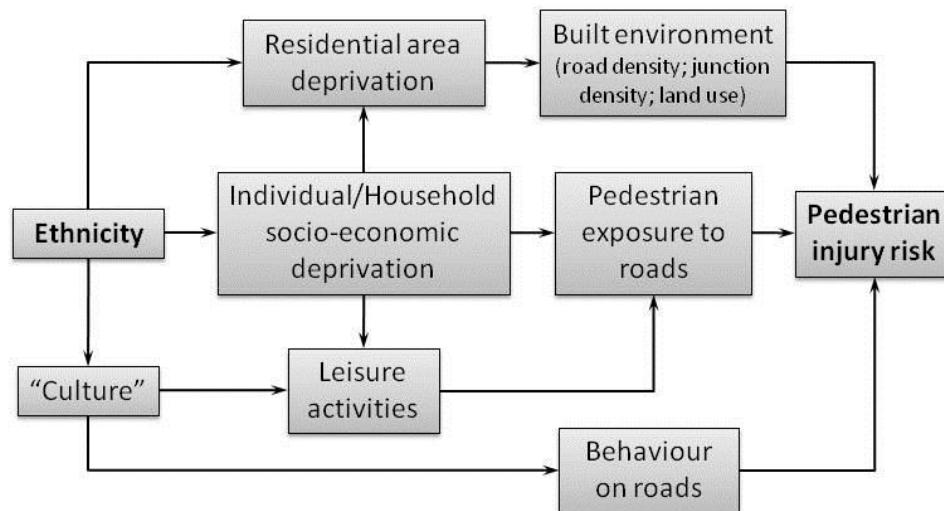 Residential area
deprivation
Built environment
(road density; junction
density; land use)
Ethnicity
Individual/Household
socio-economic
deprivation
Pedestrian
exposure to
roads
Pedestrian
injury risk
“Culture”
Leisure
activities
Behaviour
on roads